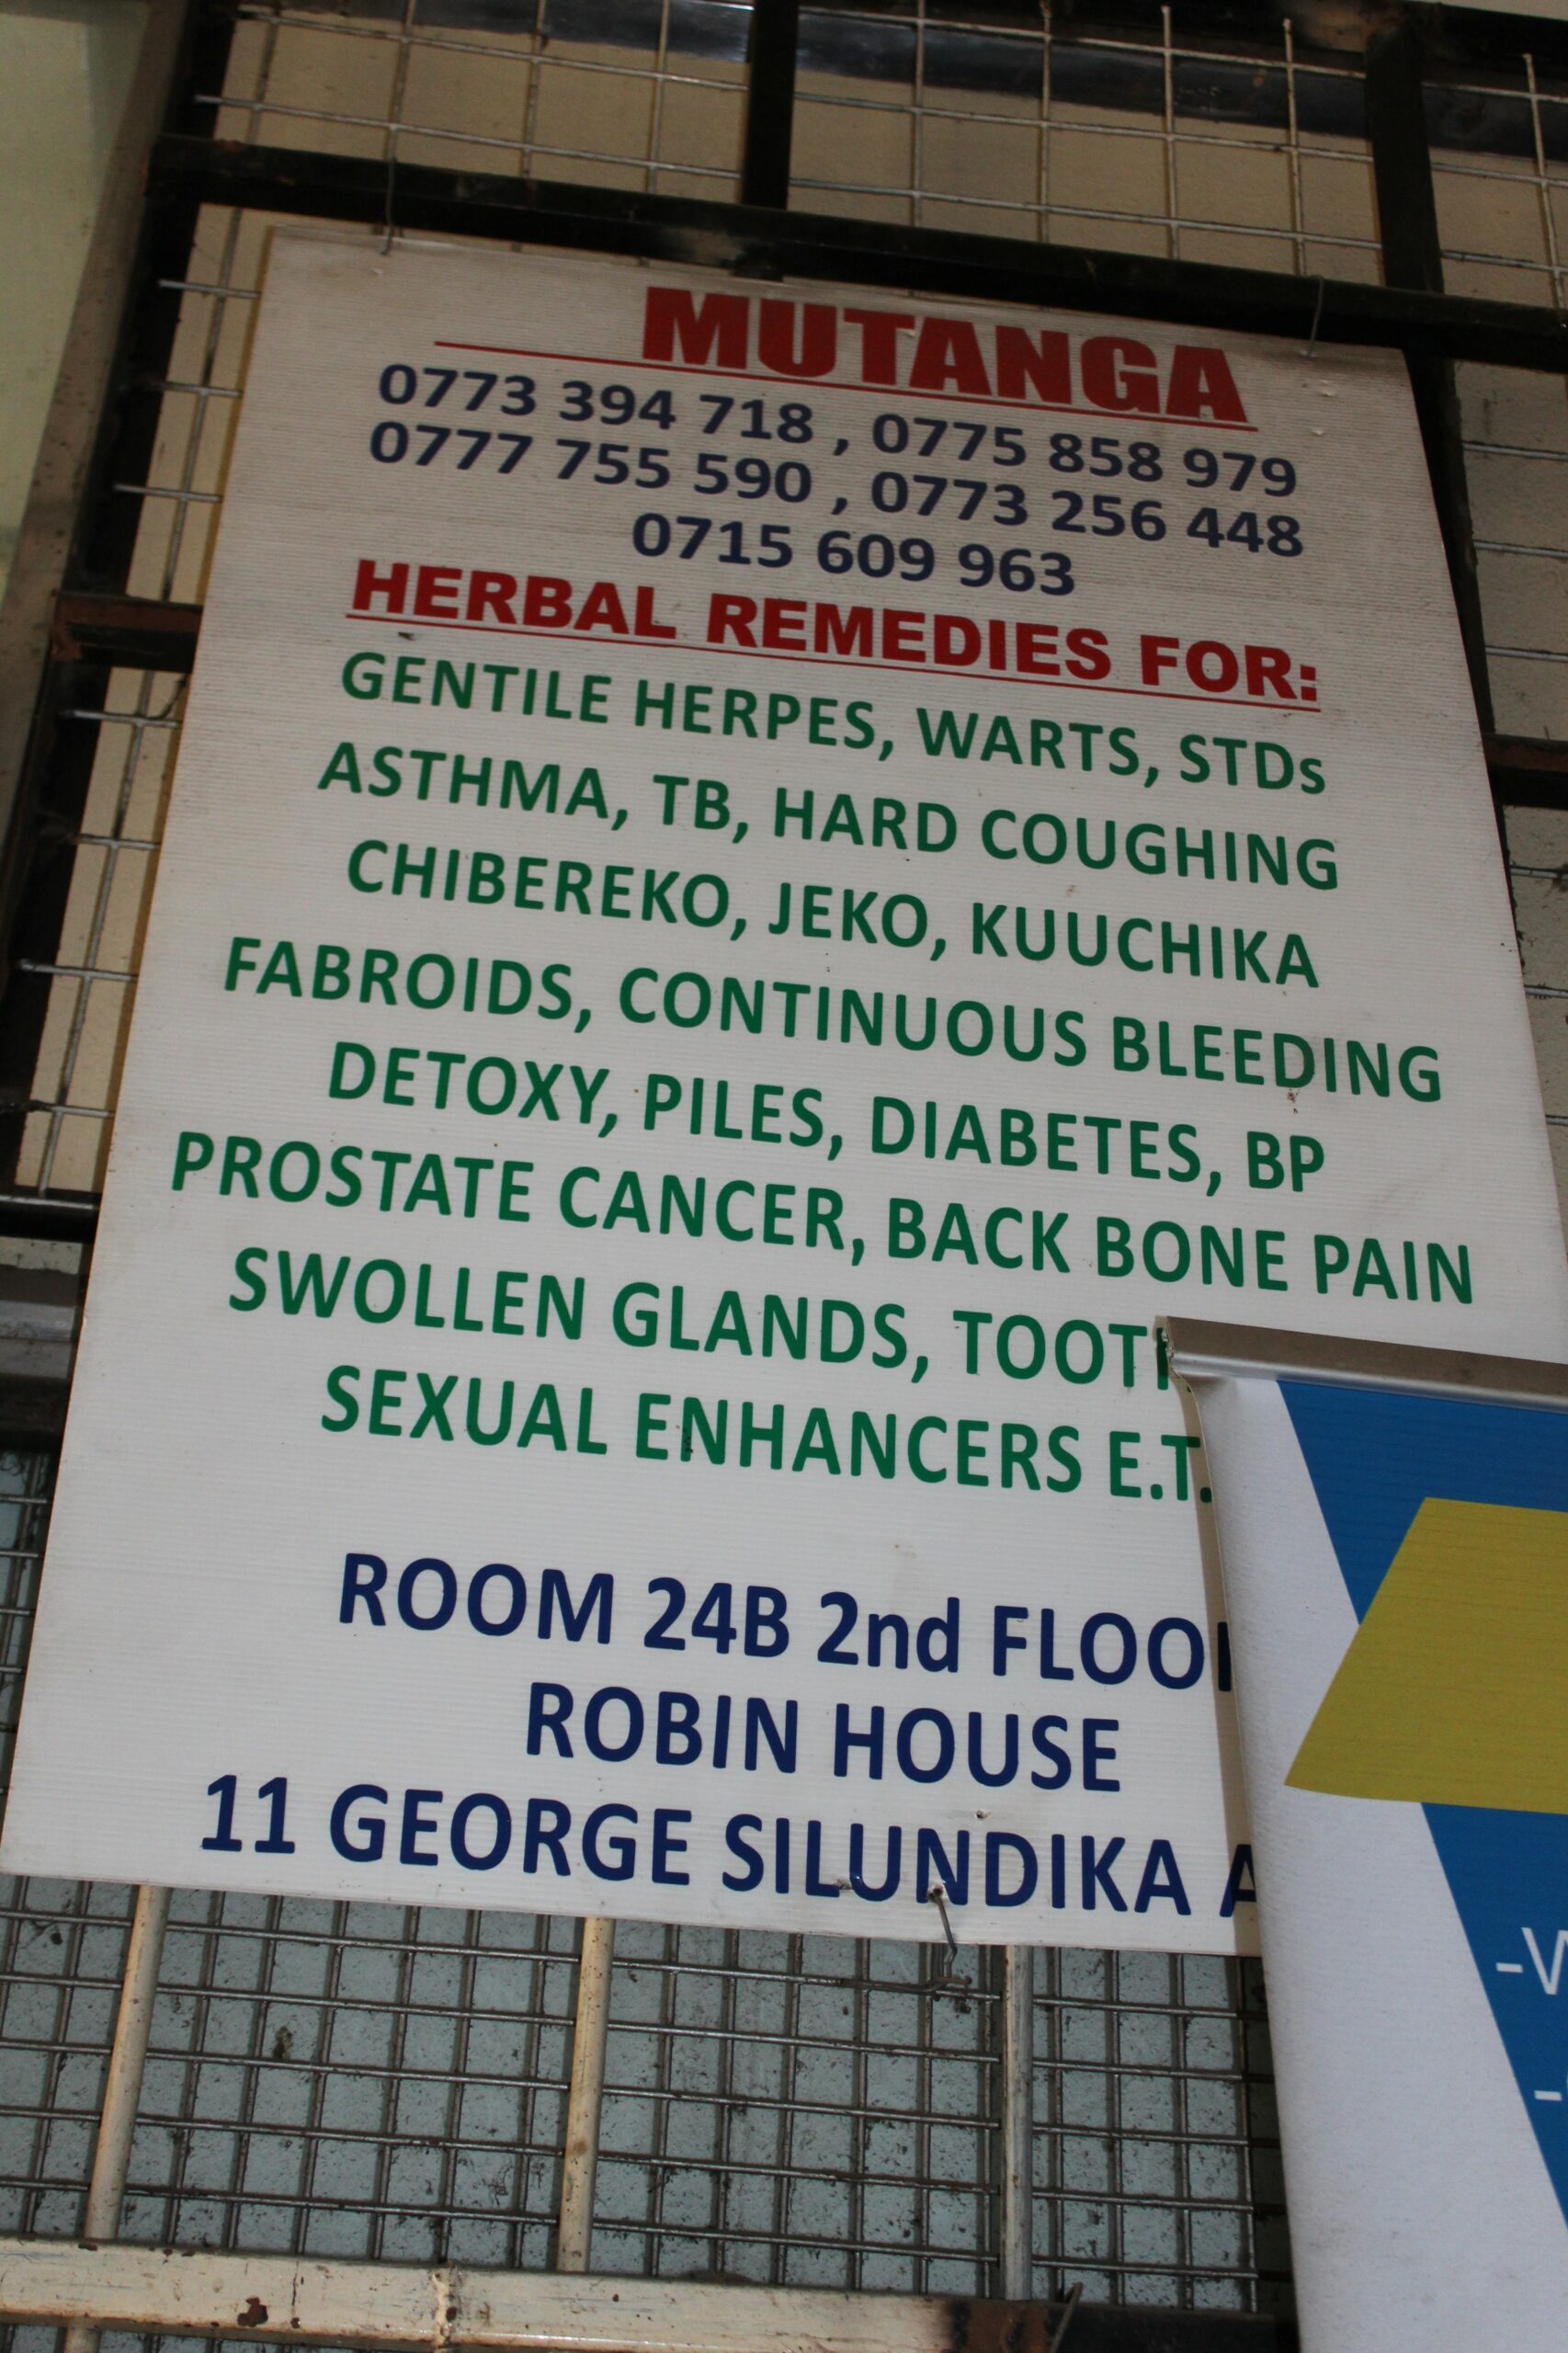 MUTANGA
0773 394 718 , 0775 858 979
0777 755 590 , 0773 256 448
0715 609 963
HERBAL REMEDIES FOR:
GENTILE HERPES, WARTS, STDs
ASTHMA, TB, HARD COUGHING
CHIBEREKO, JEKO, KUUCHIKA
FABROIDS, CONTINUOUS BLEEDING
DETOXY, PILES, DIABETES, BP
PROSTATE CANCER, BACK BONE PAIN
SWOLLEN GLANDS,
SEXUAL ENHANCERS E.T.
ROOM 24B 2nd
ROBIN HOUSE
11 GEORGE SILUNDIKA